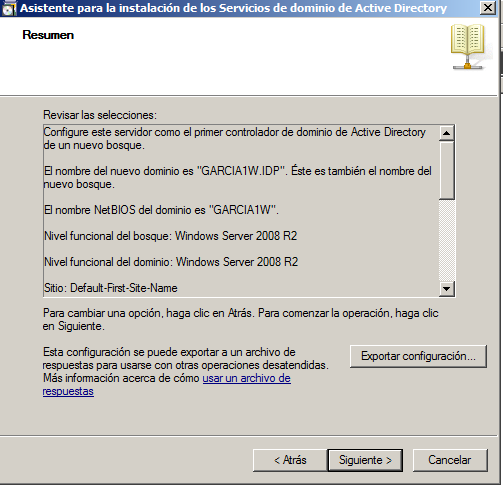 Asistente para la instalación de los Servicios de dominio de Active Directory
Resumen
Revisar las selecciones:
Configure este servidor como el primer controlador de dominio de Active Directory
de un nuevo bosque.
El nombre del nuevo dominio es "GARCIA1W.IDP". Éste es también el nombre del
nuevo bosque.
El nombre NetBIOS del dominio es "GARCIA1W".
Nivel funcional del bosque: Windows Server 2008 R2
Nivel funcional del dominio: Windows Server 2008 R2
Sitio: Default-First-Site-Name
Para cambiar una opción, haga clic en Atrás. Para comenzar la operación, haga clic
en Siguiente.
Esta configuración se puede exportar a un archivo de
respuestas para usarse con otras operaciones desatendidas.
Más información acerca de cómo usar un archivo de
respuestas
Exportar configuración...
< Atrás
Siguiente >
Cancelar